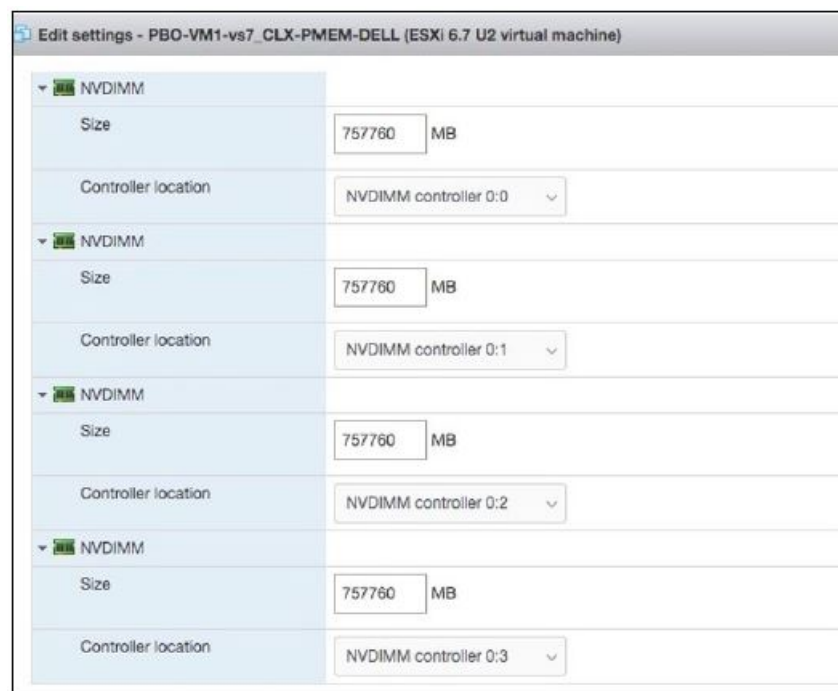 Edit settings - PBO-VM1-vs7_CLX-PMEM-DELL (ESXi 6.7 U2 virtual machine)
NVDIMM
Size
757760 MB
Controller location
NVDIMM controller 0:0
NVDIMM
Size
757760 MB
Controller location
NVDIMM controller 0:1
NVDIMM
Size
757760 MB
Controller location
NVDIMM controller 0:2
NVDIMM
Size
757760 MB
Controller location
NVDIMM controller 0:3